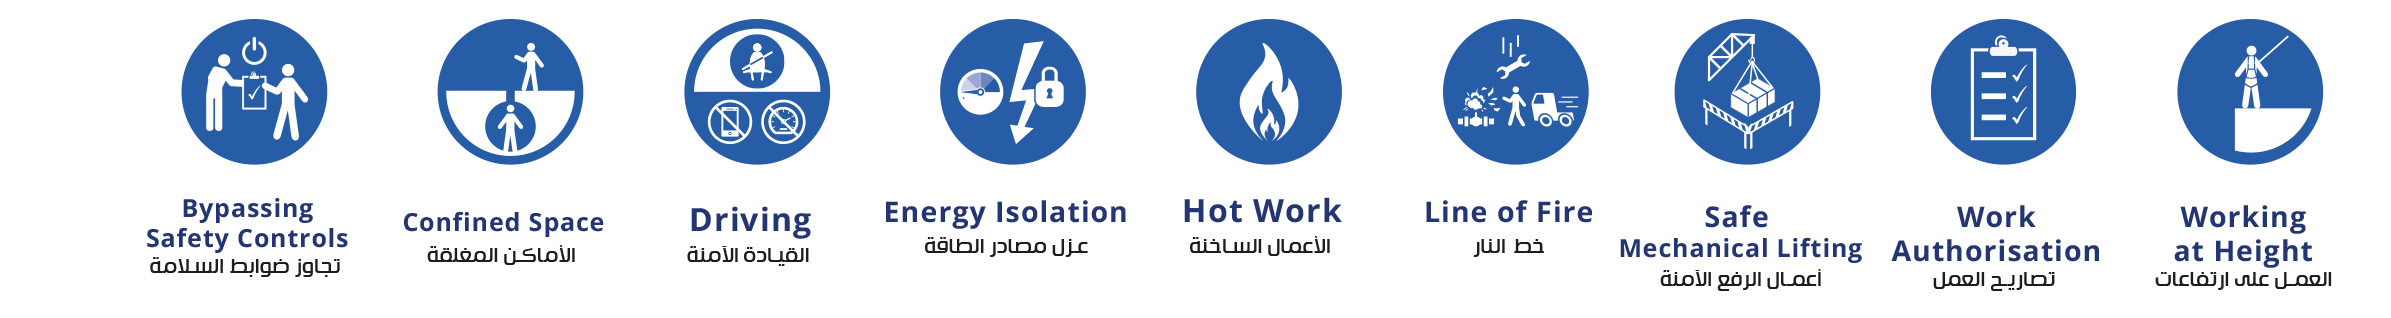 Bypassing
Safety Controls
تجاوز ضوابط السلامة
Confined Space
الأماكن المغلقة
Driving
القيادة الآمنة
Energy Isolation
عزل مصادر الطاقة
Hot Work
الأعمال الساخنة
Line of Fire
خط النار
Safe
Mechanical Lifting
أعمال الرفع الآمنة
Work
Authorisation
تصاريح العمل
Working
at Height
العمل على ارتفاعات